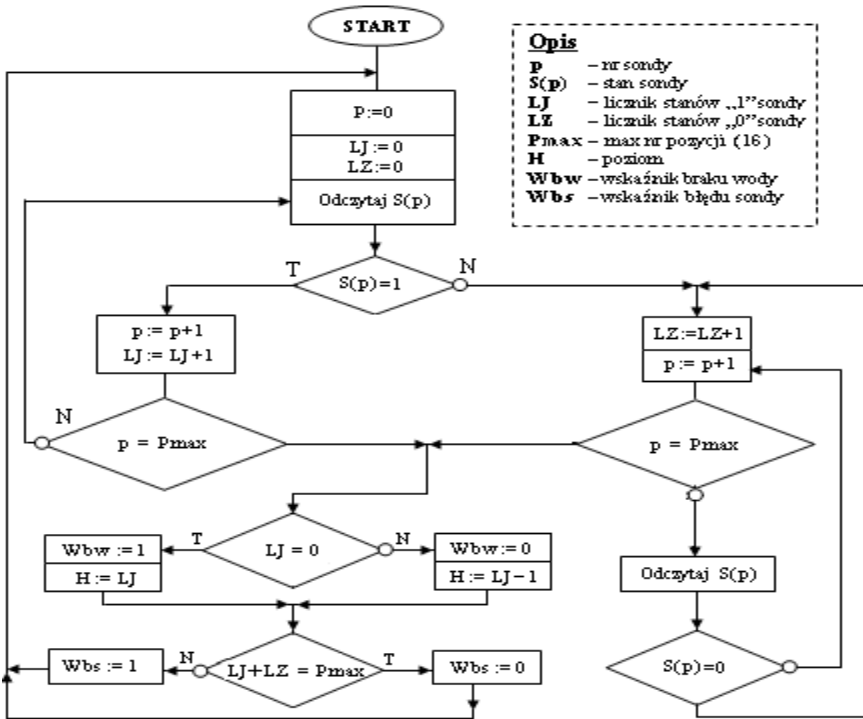 START
Opis
p – nr sondy
S(p) – stan sondy
LJ – licznik stanów „1” sondy
LZ – licznik stanów „0” sondy
Pmax – max nr pozycji (16)
H – poziom
Wbw – wskaźnik braku wody
Wbs – wskaźnik błędu sondy
P:=0
LJ := 0
LZ:=0
Odczytaj S(p)
T
S(p)=1
N
p := p+1
LJ := LJ+1
LZ:=LZ+1
p := p+1
N
p = Pmax
p = Pmax
Wbw := 1
H := LJ
T
LJ = 0
N
Wbw := 0
H := LJ–1
Odczytaj S(p)
Wbs := 1
N
LJ+LZ = Pmax
T
Wbs := 0
S(p)=0